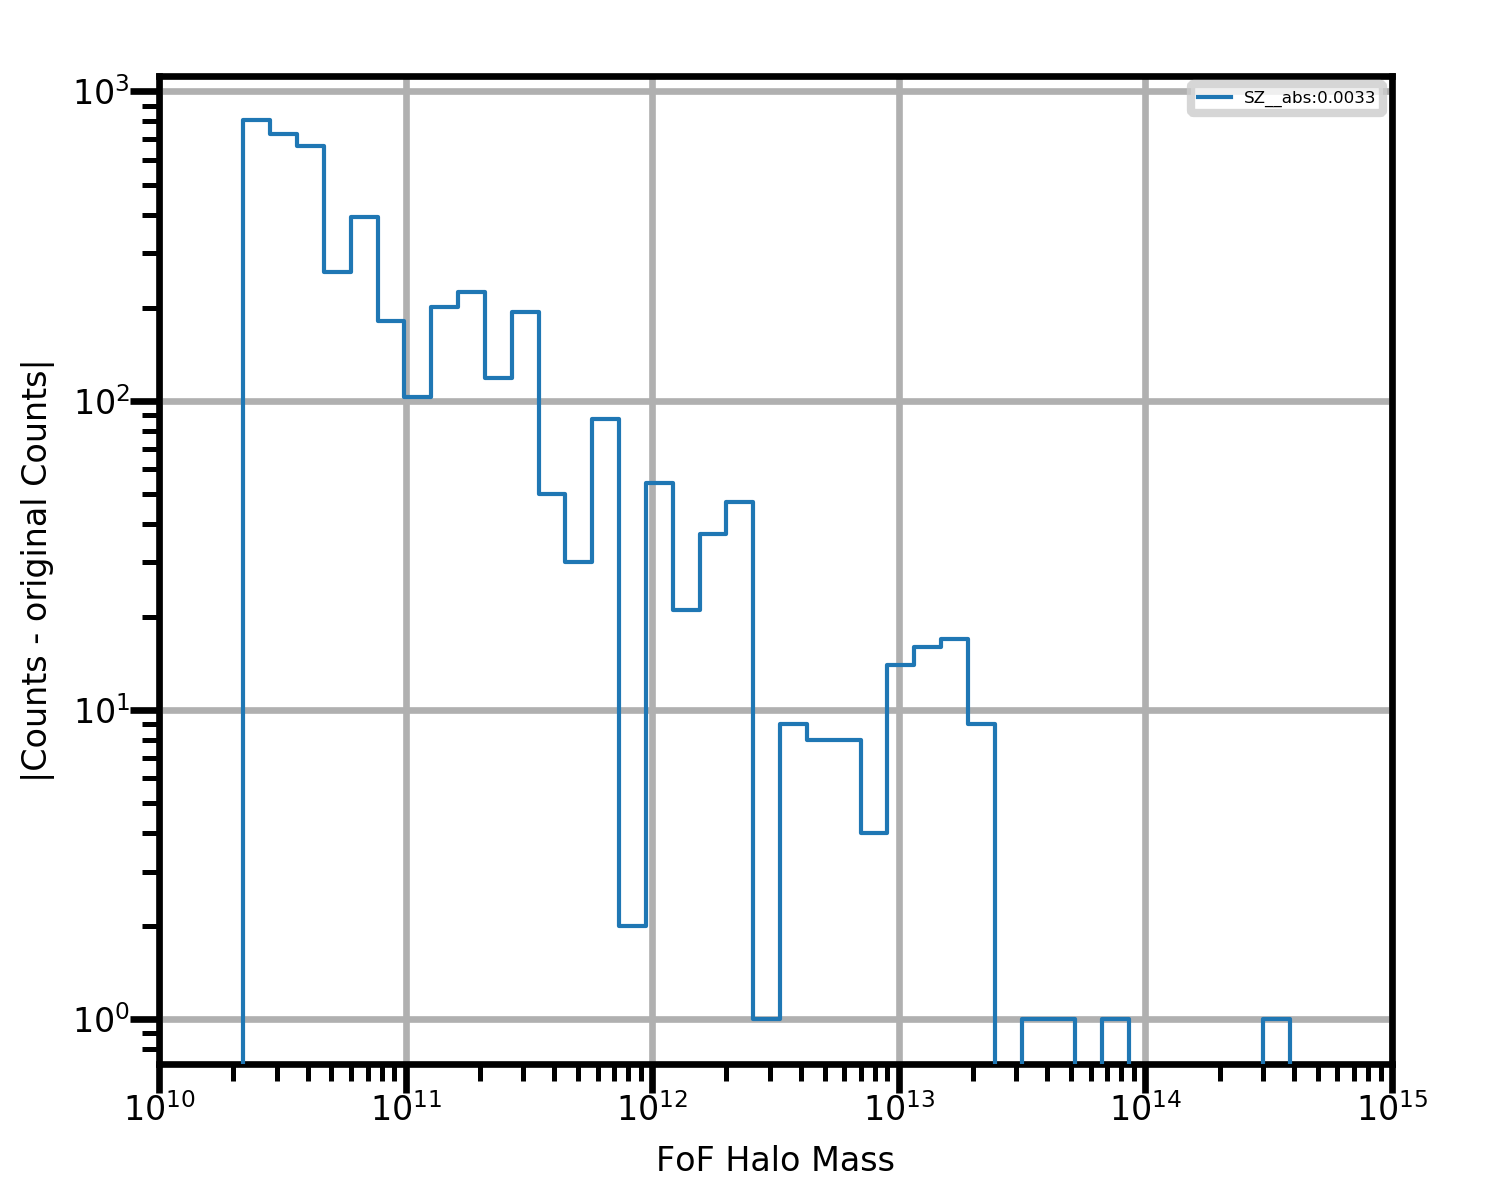 SZ__abs:0.0033
|Counts - original Counts|
10³
10²
10¹
10⁰
10¹⁰ 10¹¹ 10¹² 10¹³ 10¹⁴ 10¹⁵
FoF Halo Mass